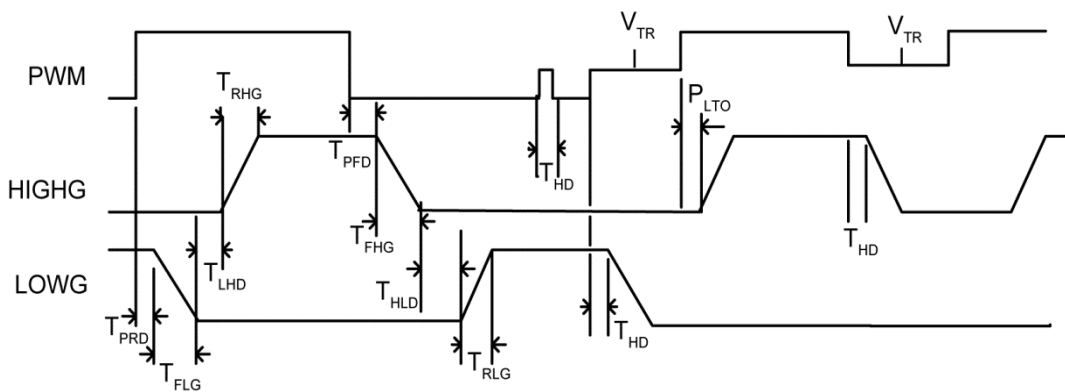 V_TR
V_TR
PWM
T_RHG
P_LTO
T_PFD
T_HD
HIGHG
T_FHG
T_HD
T_LHD
LOWG
T_HLD
T_PRD
T_HD
T_FLG
T_RLG